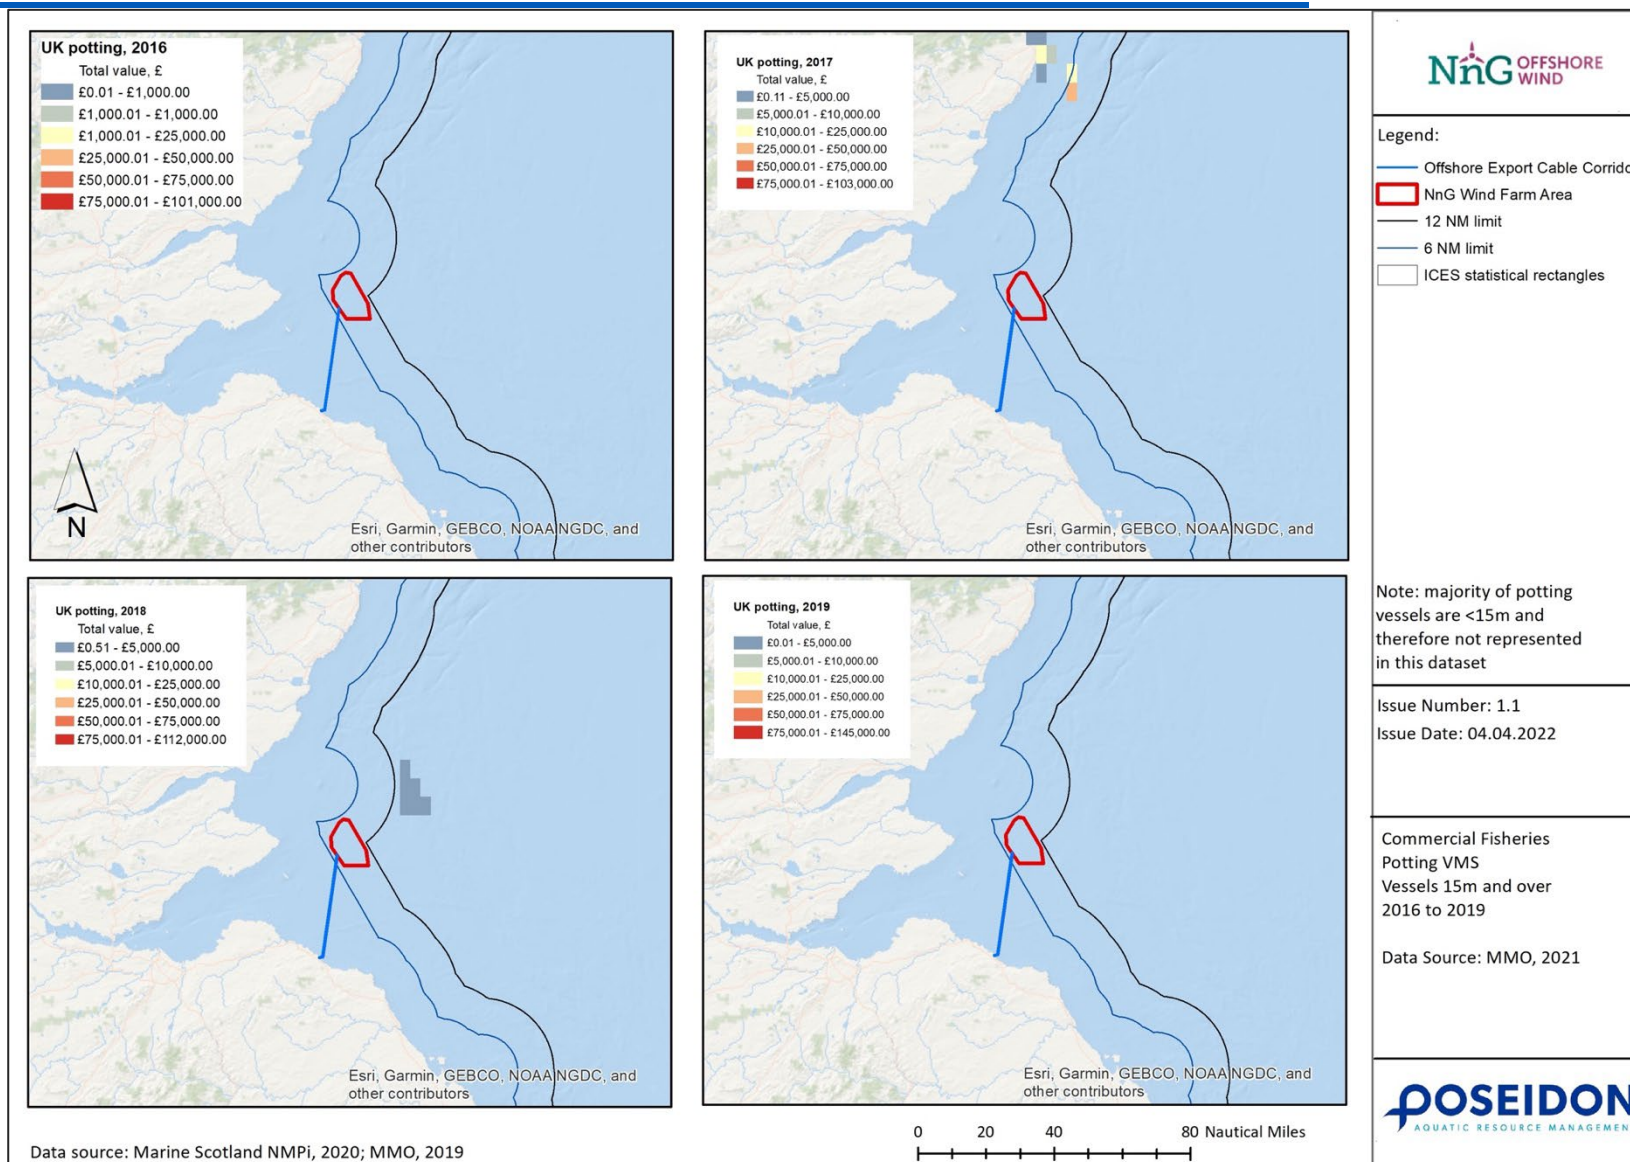 UK potting, 2016
Total value, £
£0.01 - £1,000.00
£1,000.01 - £1,000.00
£1,000.01 - £25,000.00
£25,000.01 - £50,000.00
£50,000.01 - £75,000.00
£75,000.01 - £101,000.00
N
Esri, Garmin, GEBCO, NOAA NGDC, and
other contributors
UK potting, 2017
Total value, £
£0.11 - £5,000.00
£5,000.01 - £10,000.00
£10,000.01 - £25,000.00
£25,000.01 - £50,000.00
£50,000.01 - £75,000.00
£75,000.01 - £103,000.00
Esri, Garmin, GEBCO, NOAA NGDC, and
other contributors
UK potting, 2018
Total value, £
£0.51 - £5,000.00
£5,000.01 - £10,000.00
£10,000.01 - £25,000.00
£25,000.01 - £50,000.00
£50,000.01 - £75,000.00
£75,000.01 - £112,000.00
Esri, Garmin, GEBCO, NOAA NGDC, and
other contributors
UK potting, 2019
Total value, £
£0.01 - £5,000.00
£5,000.01 - £10,000.00
£10,000.01 - £25,000.00
£25,000.01 - £50,000.00
£50,000.01 - £75,000.00
£75,000.01 - £145,000.00
Esri, Garmin, GEBCO, NOAA NGDC, and
other contributors
Data source: Marine Scotland NMPi, 2020; MMO, 2019
0 20 40 80 Nautical Miles
NnG OFFSHORE
WIND
Legend:
Offshore Export Cable Corrido
NnG Wind Farm Area
12 NM limit
6 NM limit
ICES statistical rectangles
Note: majority of potting
vessels are <15m and
therefore not represented
in this dataset
Issue Number: 1.1
Issue Date: 04.04.2022
Commercial Fisheries
Potting VMS
Vessels 15m and over
2016 to 2019
Data Source: MMO, 2021
POSEIDON
AQUATIC RESOURCE MANAGEMEN